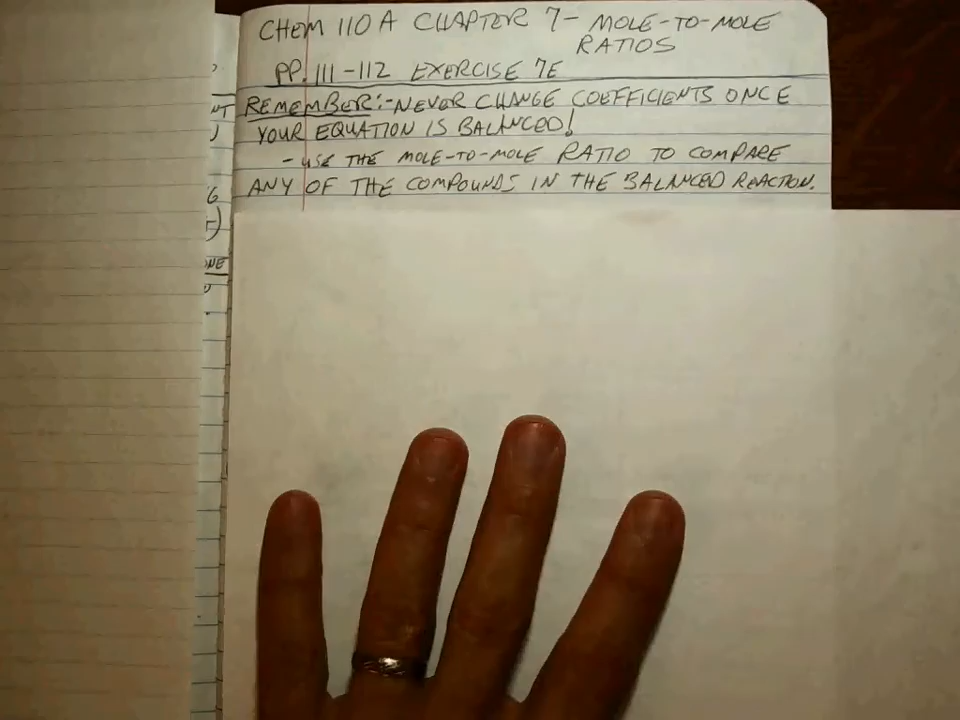 CHEM 110A CHAPTER 7- MOLE-TO-MOLE
RATIOS
PP. 111-112 EXERCISE 7E
REMEMBER:-NEVER CHANGE COEFFICIENTS ONCE
YOUR EQUATION IS BALANCED!
- USE THE MOLE-TO-MOLE RATIO TO COMPARE
ANY OF THE COMPOUNDS IN THE BALANCED REACTION.